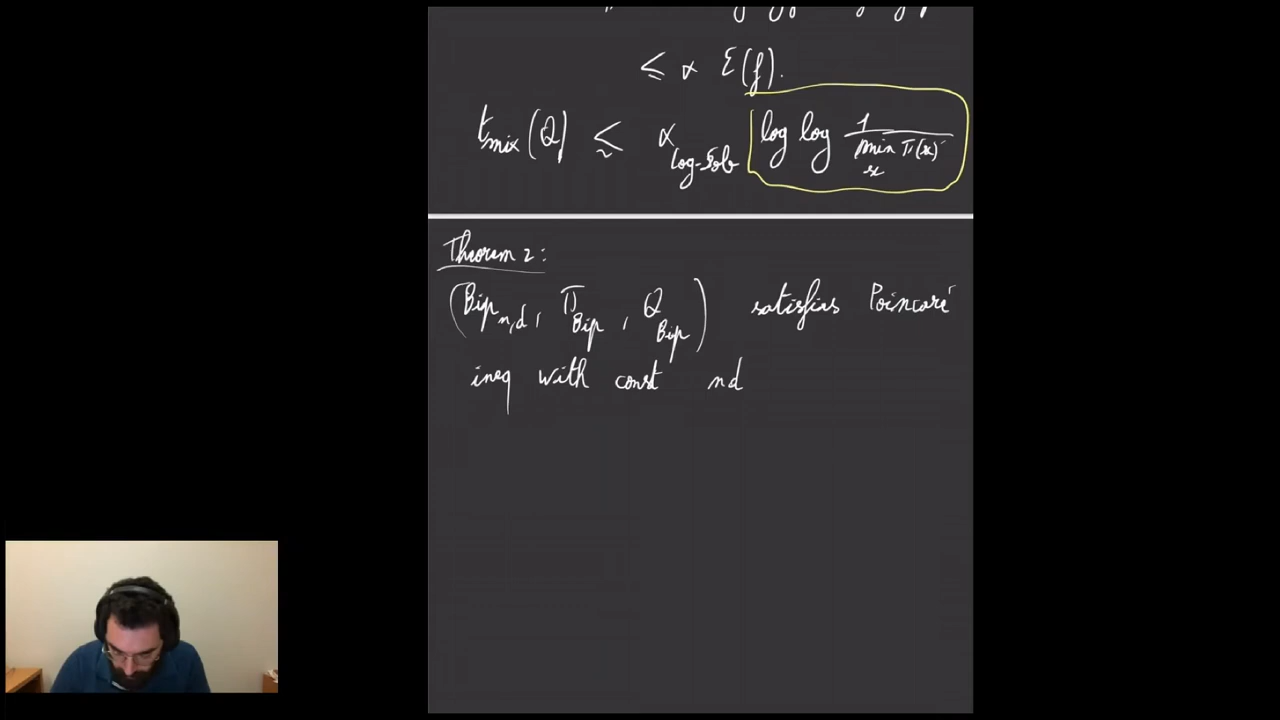 ≤ α Ɛ(f).
t_mix(Q) ≲ α_log-Sob log log 1 / min_x π(x)
Theorem 2:
(Bip_n,d, π_Bip, Q_Bip) satisfies Poincaré
ineq with const nd